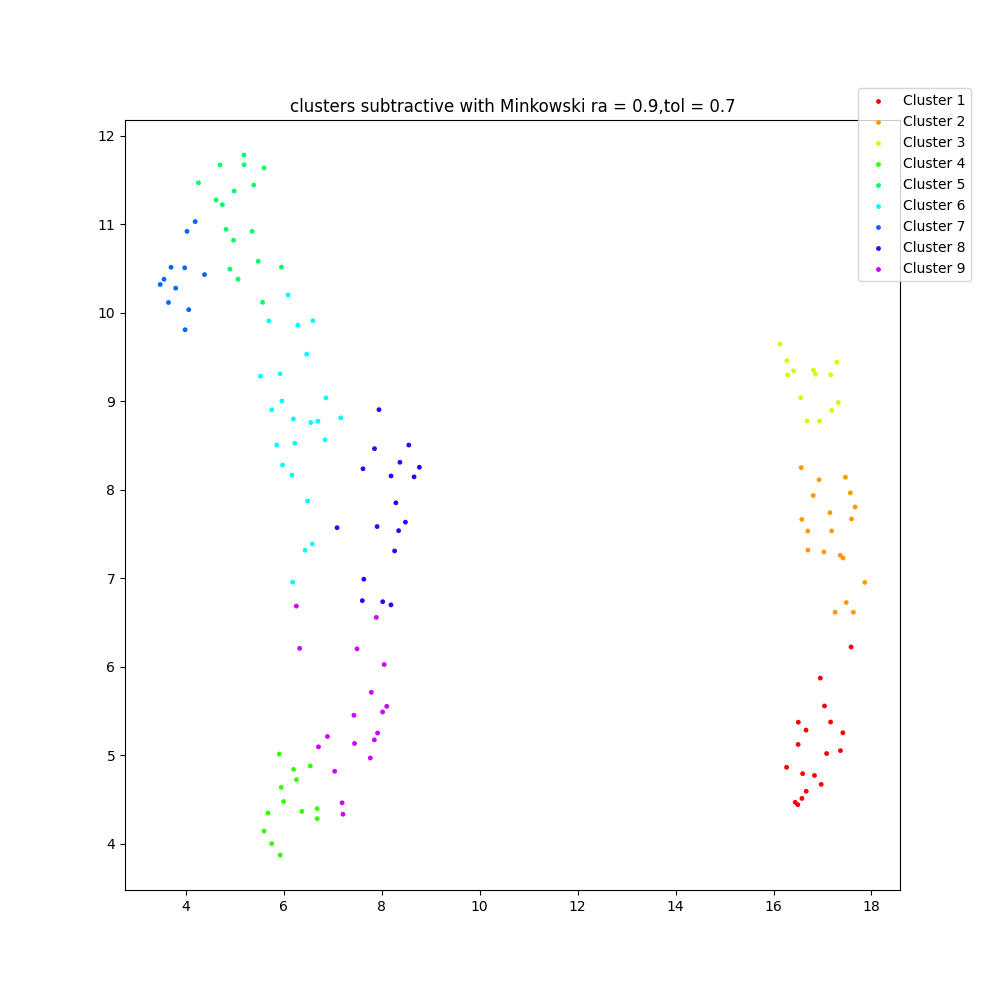 clusters subtractive with Minkowski ra = 0.9,tol = 0.7
Cluster 1
Cluster 2
Cluster 3
Cluster 4
Cluster 5
Cluster 6
Cluster 7
Cluster 8
Cluster 9
12
11
10
9
8
7
6
5
4
4 6 8 10 12 14 16 18